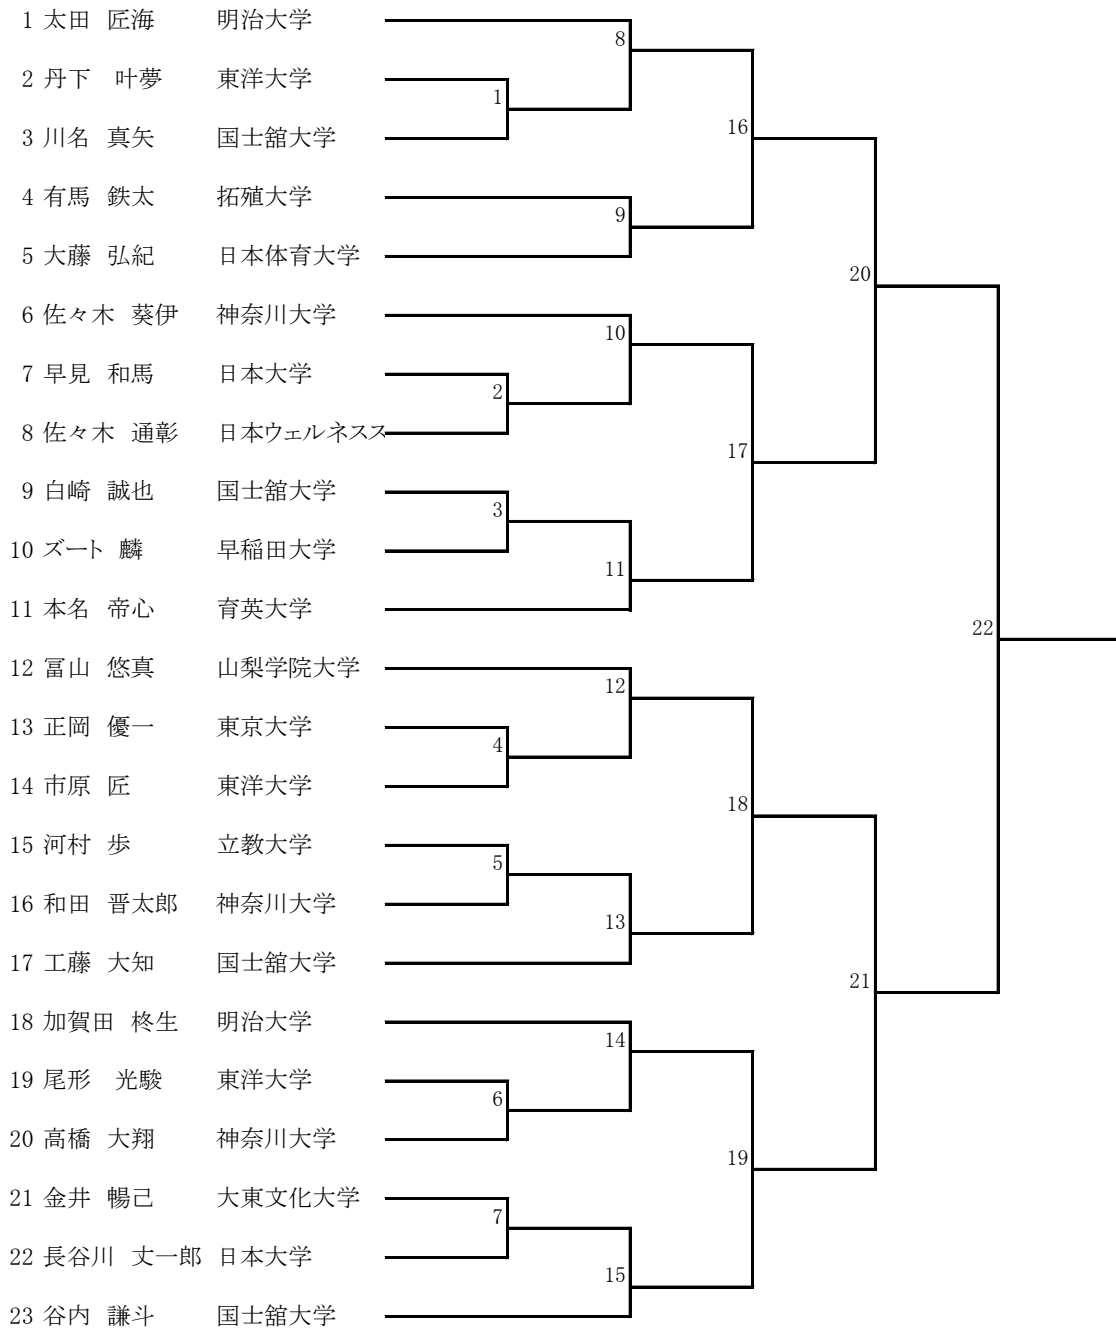 1 太田 匠海 明治大学
8
2 丹下 叶夢 東洋大学
1
16
3 川名 真矢 国士舘大学
4 有馬 鉄太 拓殖大学
9
5 大藤 弘紀 日本体育大学
20
6 佐々木 葵伊 神奈川大学
10
7 早見 和馬 日本大学
2
8 佐々木 通彰 日本ウェルネスス
17
9 白崎 誠也 国士舘大学
3
10 ズート 麟 早稲田大学
11
11 本名 帝心 育英大学
22
12 冨山 悠真 山梨学院大学
12
13 正岡 優一 東京大学
4
14 市原 匠 東洋大学
18
15 河村 歩 立教大学
5
16 和田 晋太郎 神奈川大学
13
17 工藤 大知 国士舘大学
21
18 加賀田 柊生 明治大学
14
19 尾形 光駿 東洋大学
6
20 高橋 大翔 神奈川大学
19
21 金井 暢己 大東文化大学
7
22 長谷川 丈一郎 日本大学
15
23 谷内 謙斗 国士舘大学